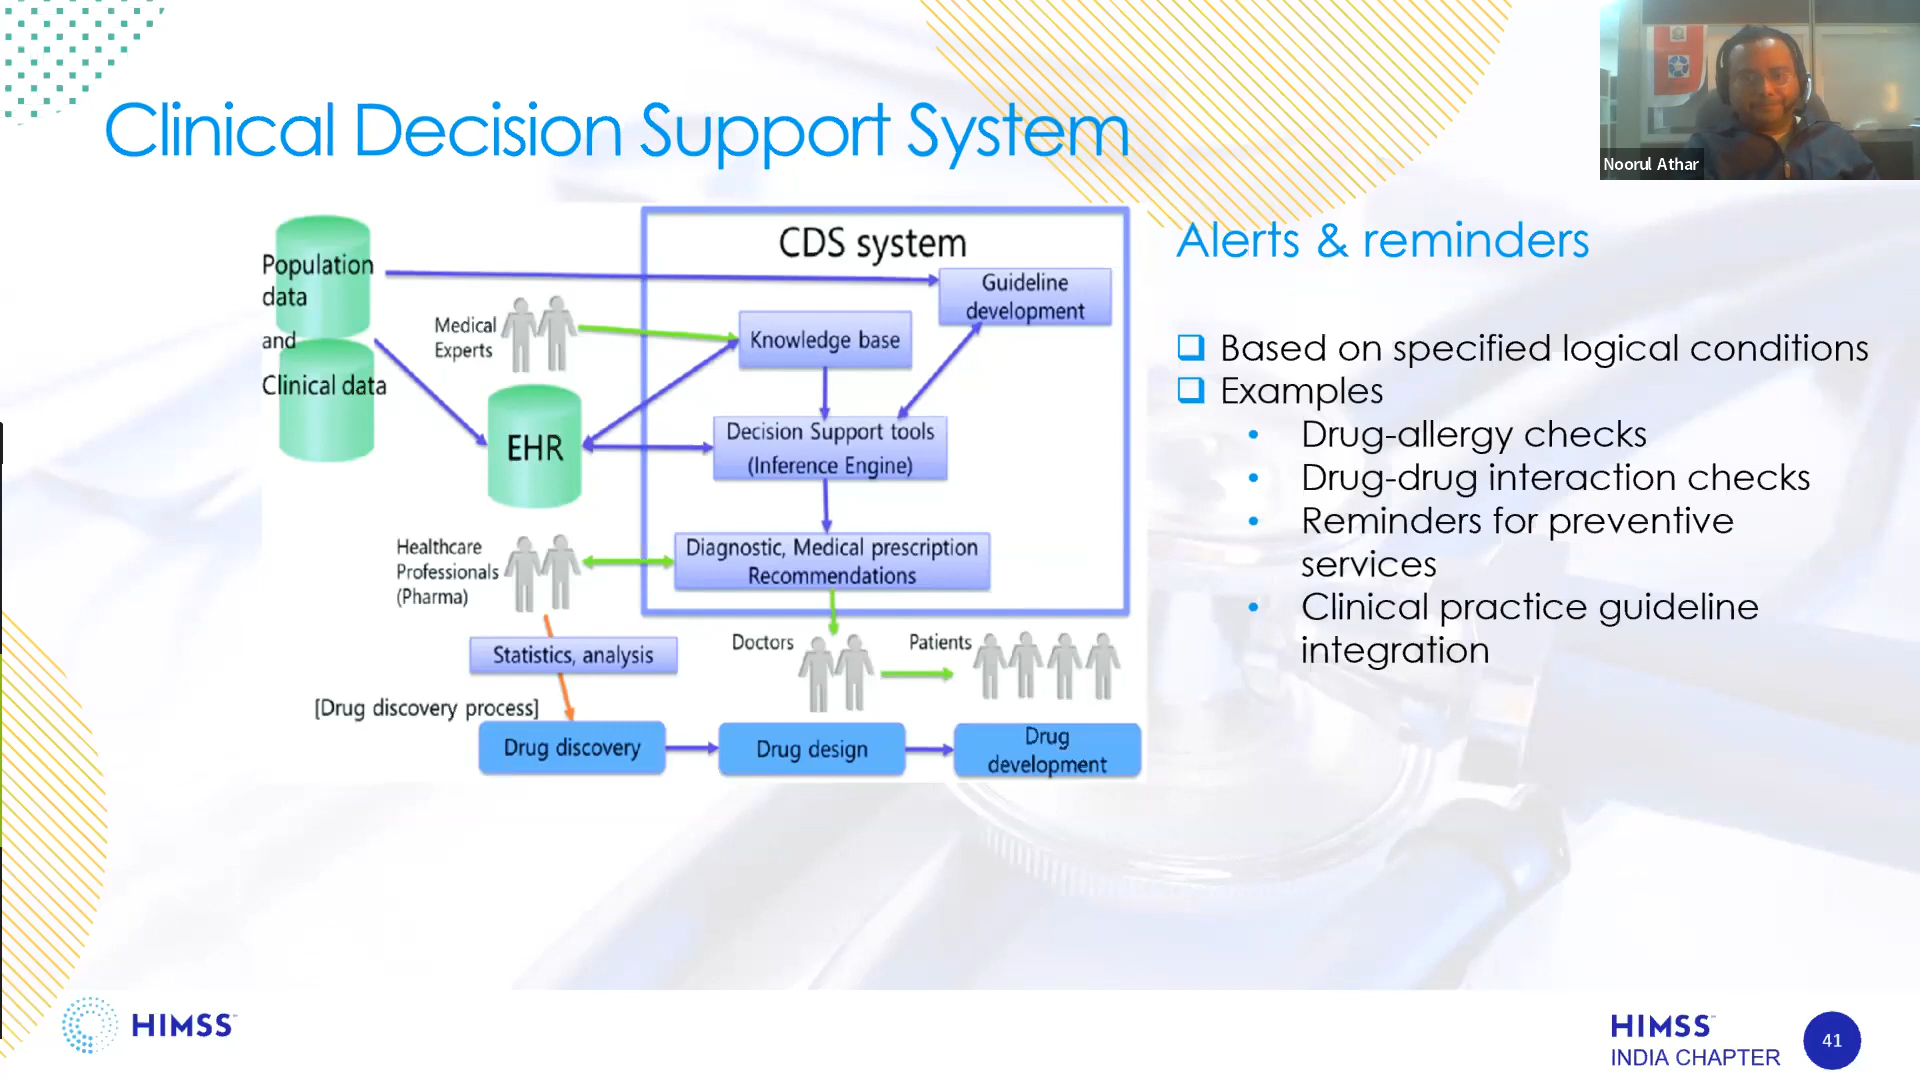 Clinical Decision Support System
Noorul Athar
Population
data
and
Clinical data
Medical
Experts
EHR
CDS system
Guideline
development
Knowledge base
Decision Support tools
(Inference Engine)
Diagnostic, Medical prescription
Recommendations
Healthcare
Professionals
(Pharma)
Statistics, analysis
Doctors
Patients
[Drug discovery process]
Drug discovery
Drug design
Drug
development
Alerts & reminders
Based on specified logical conditions
Examples
• Drug-allergy checks
• Drug-drug interaction checks
• Reminders for preventive
services
• Clinical practice guideline
integration
HIMSS
HIMSS
INDIA CHAPTER
41